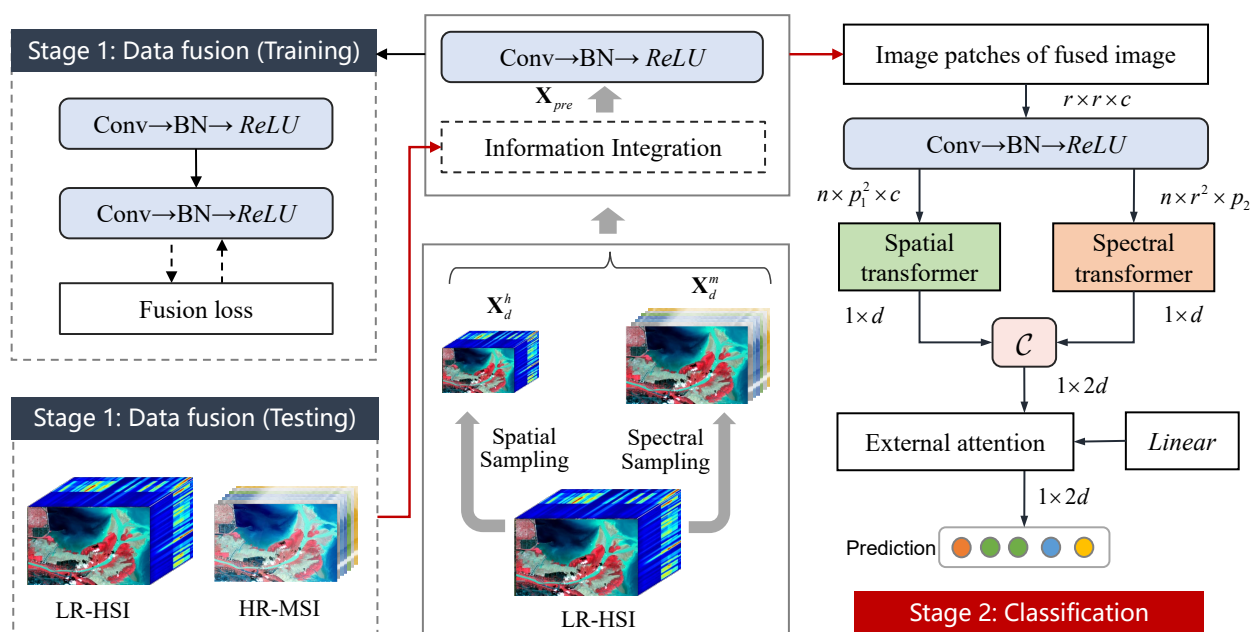 Stage 1: Data fusion (Training)
Conv→BN→ ReLU
Conv→BN→ReLU
Fusion loss
Stage 1: Data fusion (Testing)
LR-HSI
HR-MSI
Conv→BN→ ReLU
X_pre
Information Integration
X_d^h
X_d^m
Spatial
Sampling
Spectral
Sampling
LR-HSI
Image patches of fused image
r×r×c
Conv→BN→ReLU
n×p_1^2×c
n×r^2×p_2
Spatial
transformer
Spectral
transformer
1×d
1×d
C
1×2d
External attention
Linear
1×2d
Prediction
Stage 2: Classification